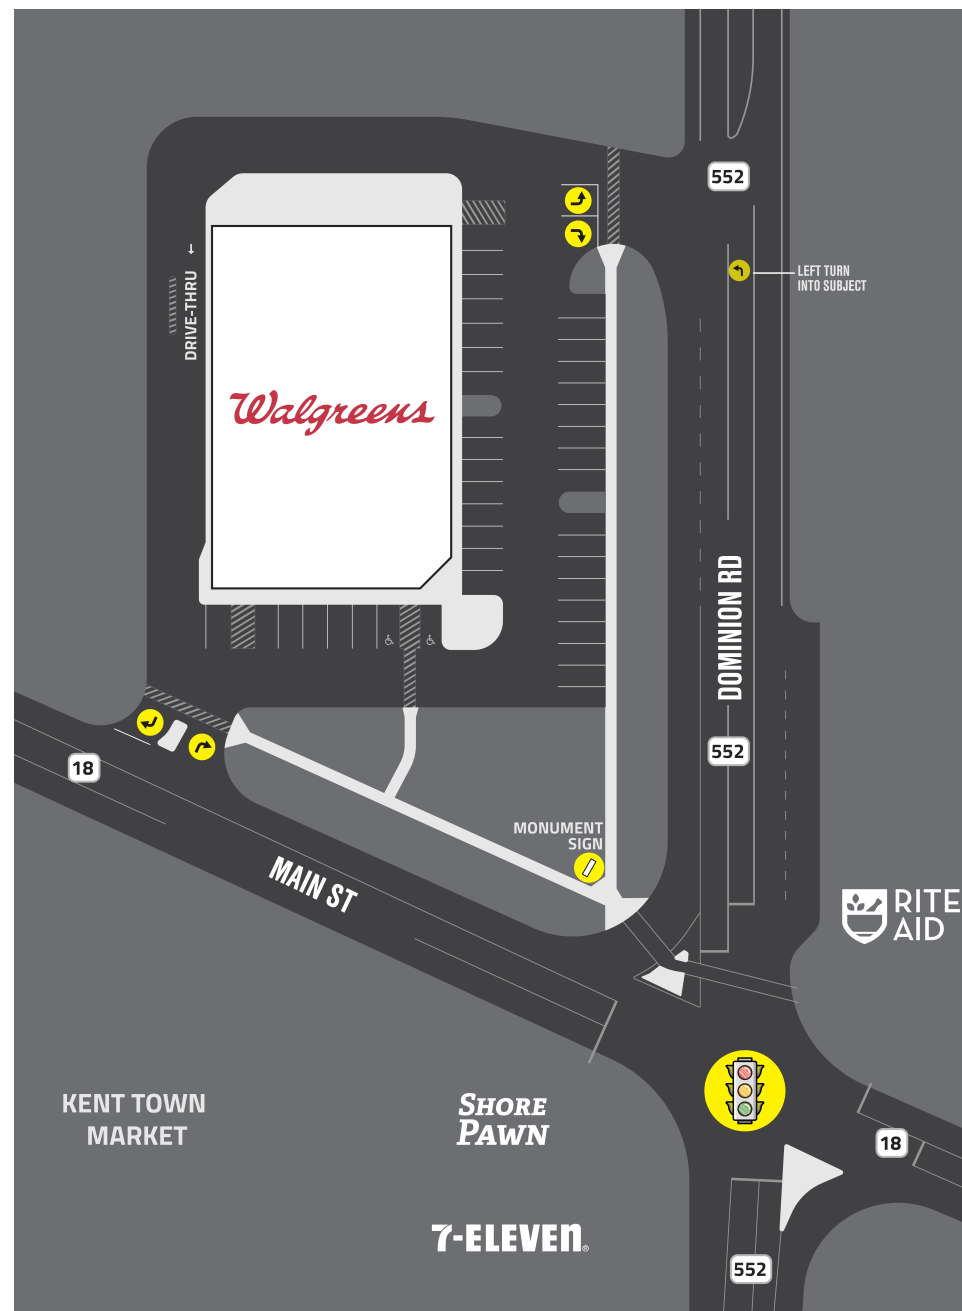 552
LEFT TURN
INTO SUBJECT
← DRIVE-THRU
Walgreens
DOMINION RD
552
18
MONUMENT
SIGN
MAIN ST
RITE
AID
KENT TOWN
MARKET
SHORE
PAWN
18
7-ELEVEN®
552